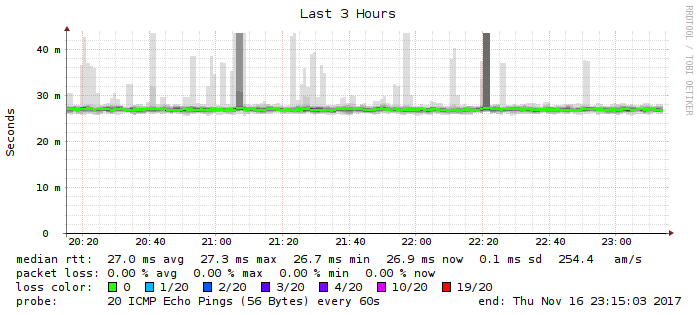 Last 3 Hours
RRDTOOL / TOBI OETIKER
Seconds
40 m
30 m
20 m
10 m
0
20:20 20:40 21:00 21:20 21:40 22:00 22:20 22:40 23:00
median rtt: 27.0 ms avg 27.3 ms max 26.7 ms min 26.9 ms now 0.1 ms sd 254.4 am/s
packet loss: 0.00 % avg 0.00 % max 0.00 % min 0.00 % now
loss color: 0 1/20 2/20 3/20 4/20 10/20 19/20
probe: 20 ICMP Echo Pings (56 Bytes) every 60s end: Thu Nov 16 23:15:03 2017